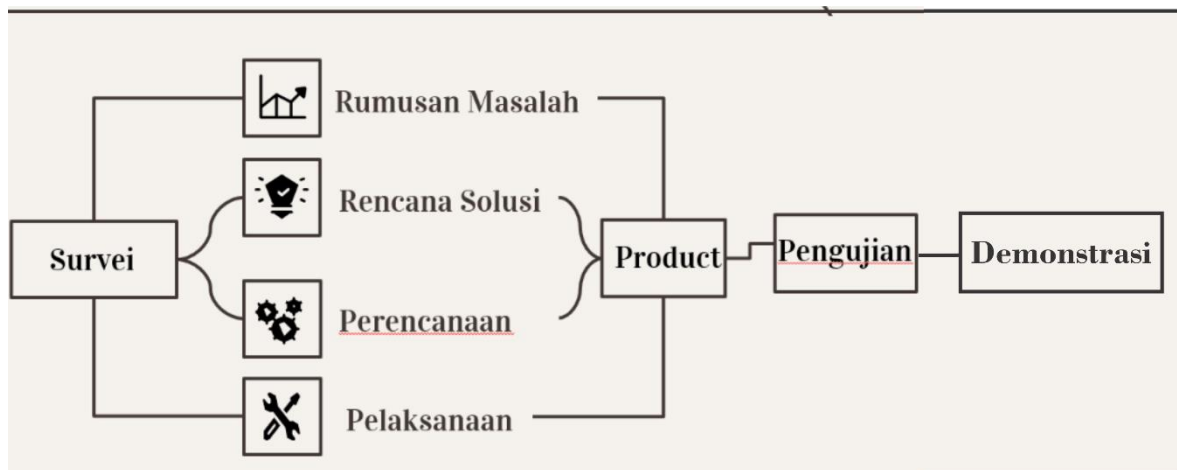 Survei
Rumusan Masalah
Rencana Solusi
Perencanaan
Pelaksanaan
Product
Pengujian
Demonstrasi